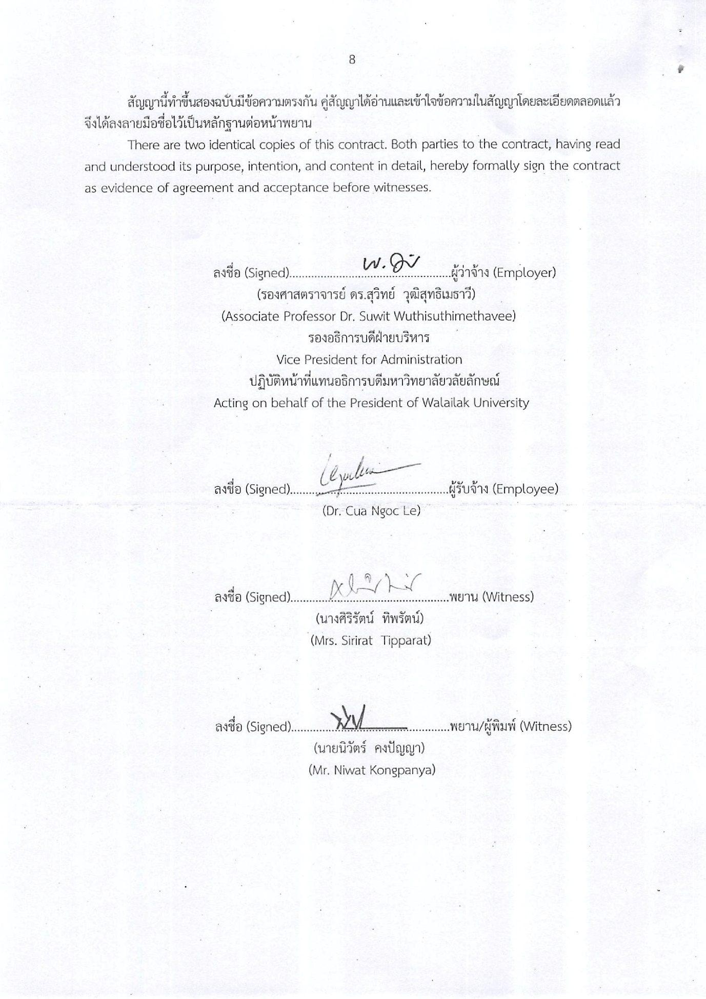 8
สัญญานี้ทำขึ้นสองฉบับมีข้อความตรงกัน คู่สัญญาได้อ่านและเข้าใจข้อความในสัญญาโดยละเอียดตลอดแล้ว
จึงได้ลงลายมือชื่อไว้เป็นหลักฐานต่อหน้าพยาน
There are two identical copies of this contract. Both parties to the contract, having read
and understood its purpose, intention, and content in detail, hereby formally sign the contract
as evidence of agreement and acceptance before witnesses.
ลงชื่อ (Signed)....................................................ผู้ว่าจ้าง (Employer)
(รองศาสตราจารย์ ดร.สุวิทย์ วุฒิสุทธิเมธาวี)
(Associate Professor Dr. Suwit Wuthisuthimethavee)
รองอธิการบดีฝ่ายบริหาร
Vice President for Administration
ปฏิบัติหน้าที่แทนอธิการบดีมหาวิทยาลัยวลัยลักษณ์
Acting on behalf of the President of Walailak University
ลงชื่อ (Signed)....................................................ผู้รับจ้าง (Employee)
(Dr. Cua Ngoc Le)
ลงชื่อ (Signed)....................................................พยาน (Witness)
(นางศิริรัตน์ ทิพรัตน์)
(Mrs. Sirirat Tipparat)
ลงชื่อ (Signed)....................................................พยาน/ผู้พิมพ์ (Witness)
(นายนิวัตร์ คงปัญญา)
(Mr. Niwat Kongpanya)